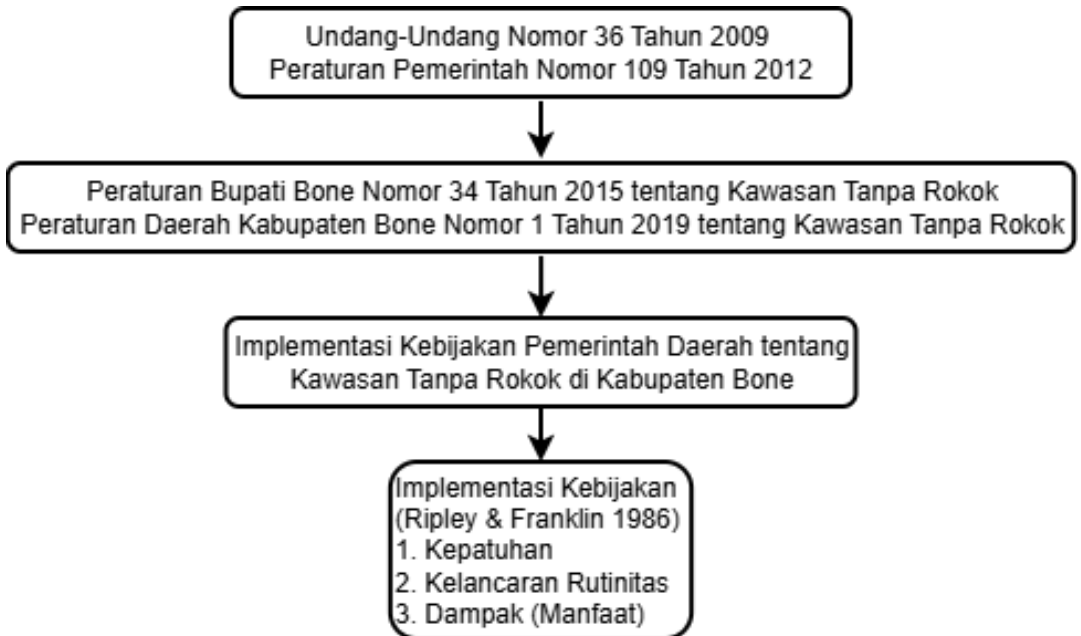 Undang-Undang Nomor 36 Tahun 2009
Peraturan Pemerintah Nomor 109 Tahun 2012
Peraturan Bupati Bone Nomor 34 Tahun 2015 tentang Kawasan Tanpa Rokok
Peraturan Daerah Kabupaten Bone Nomor 1 Tahun 2019 tentang Kawasan Tanpa Rokok
Implementasi Kebijakan Pemerintah Daerah tentang
Kawasan Tanpa Rokok di Kabupaten Bone
Implementasi Kebijakan
(Ripley & Franklin 1986)
1. Kepatuhan
2. Kelancaran Rutinitas
3. Dampak (Manfaat)